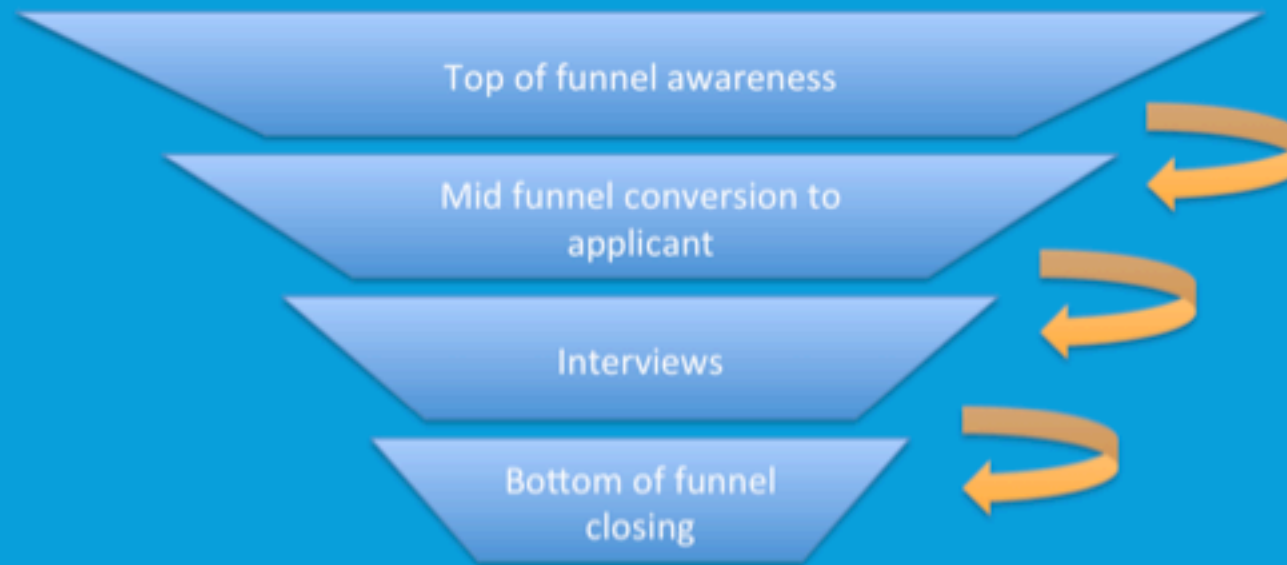 Top of funnel awareness
Mid funnel conversion to
applicant
Interviews
Bottom of funnel
closing